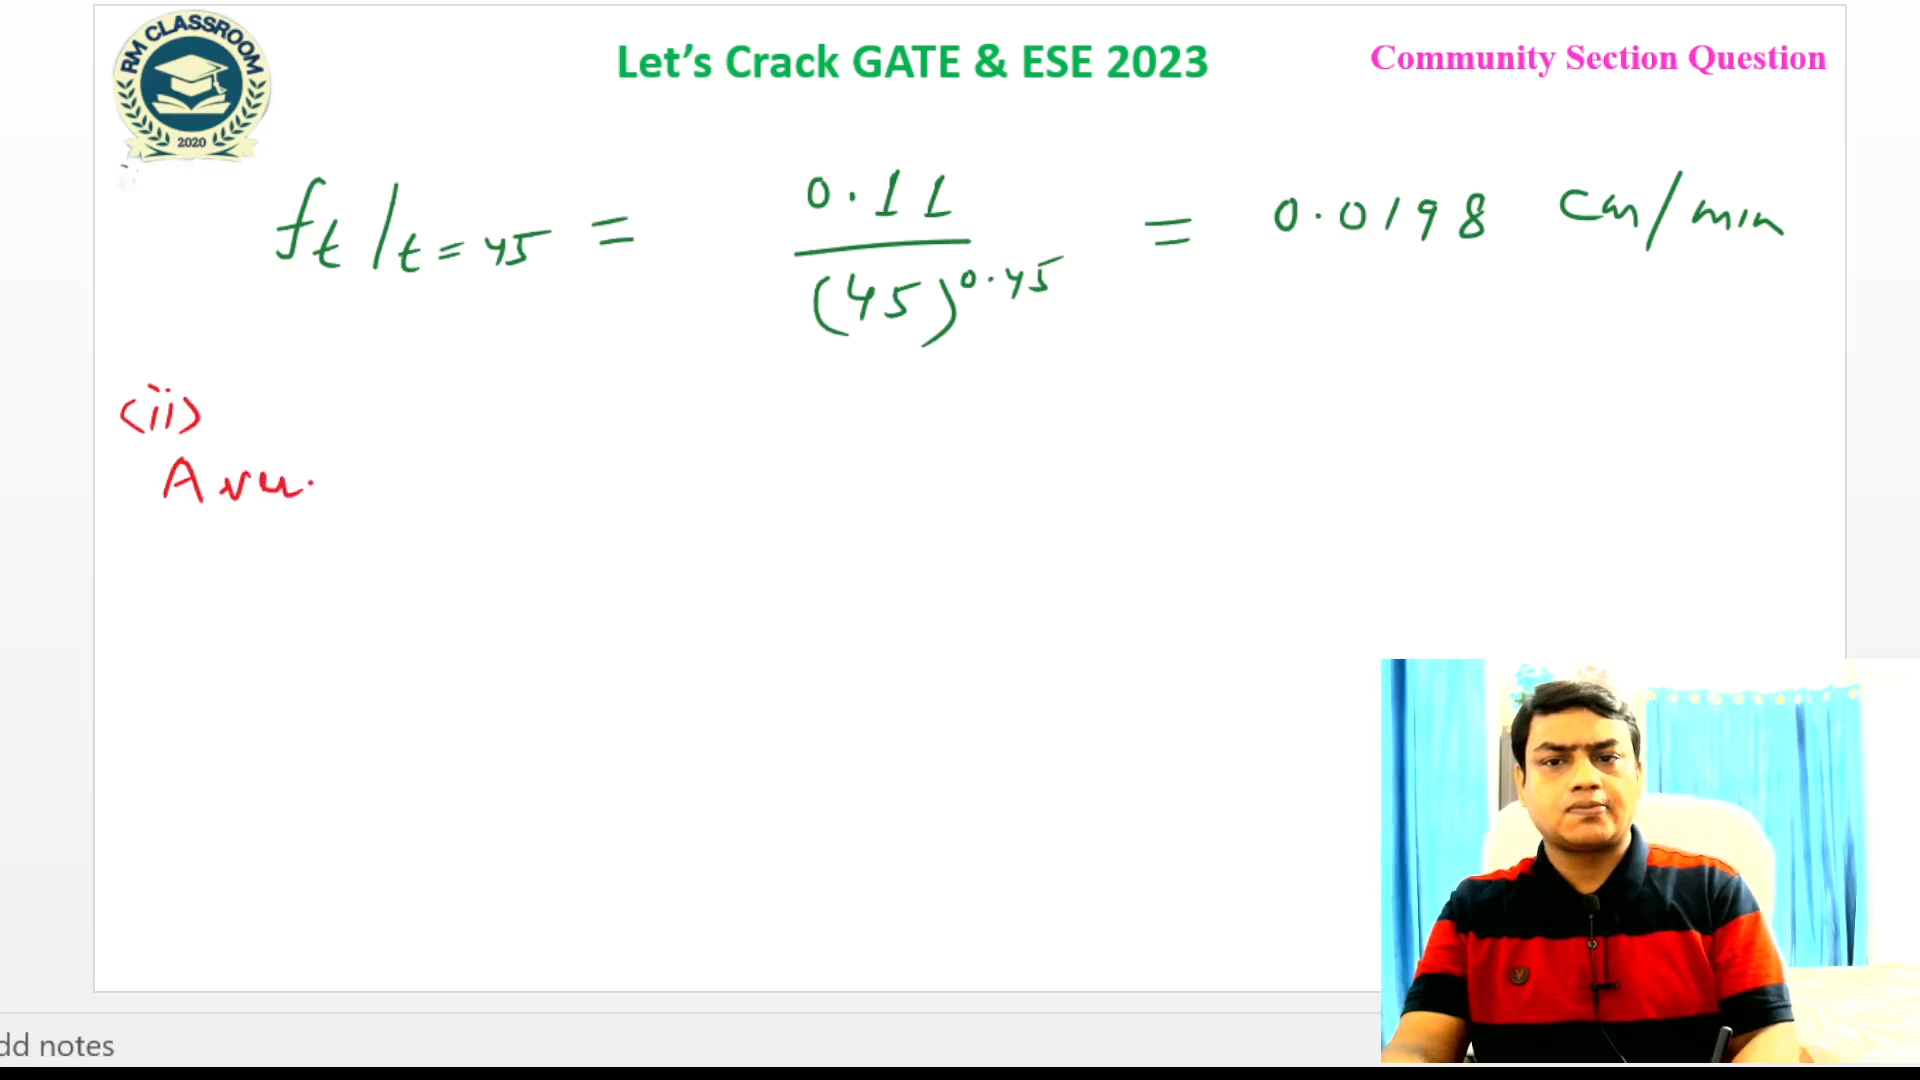 RM CLASSROOM
2020
Let's Crack GATE & ESE 2023
Community Section Question
ft /t = 45 = 0.11 / (45)^0.45 = 0.0198 cm/min
(ii)
dd notes